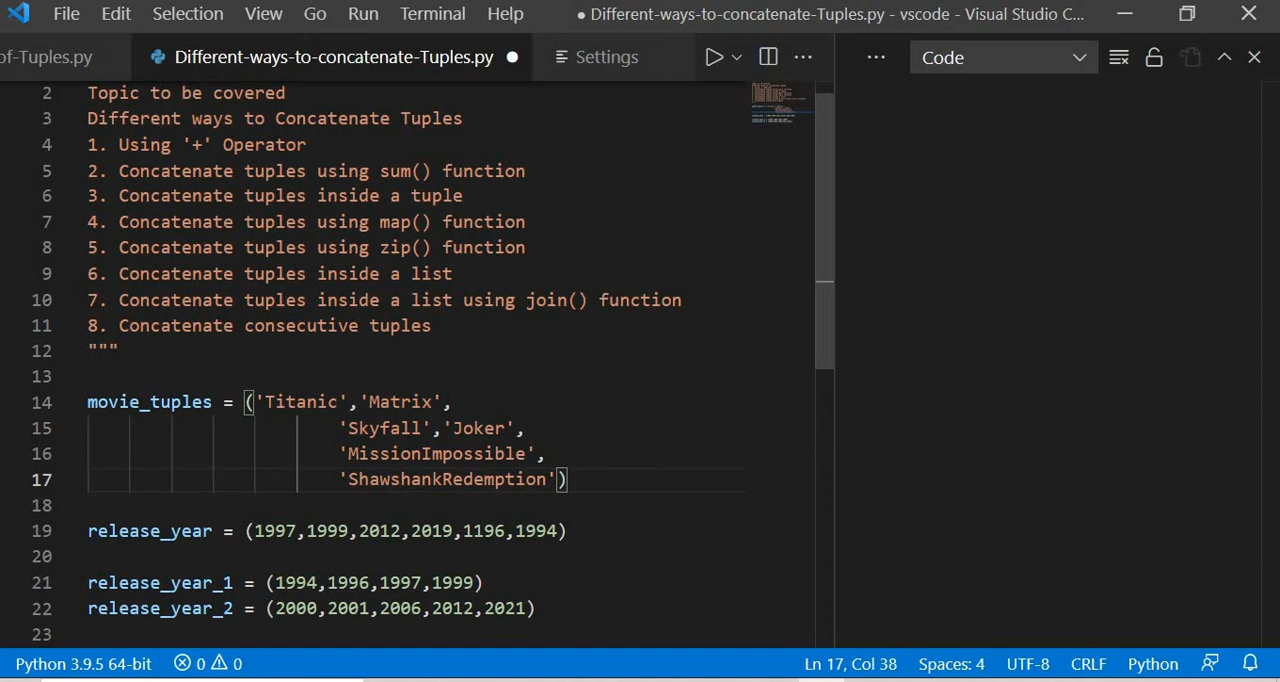 File Edit Selection View Go Run Terminal Help ● Different-ways-to-concatenate-Tuples.py - vscode - Visual Studio C...
of-Tuples.py Different-ways-to-concatenate-Tuples.py ● Settings ... ... Code
2 Topic to be covered
3 Different ways to Concatenate Tuples
4 1. Using '+' Operator
5 2. Concatenate tuples using sum() function
6 3. Concatenate tuples inside a tuple
7 4. Concatenate tuples using map() function
8 5. Concatenate tuples using zip() function
9 6. Concatenate tuples inside a list
10 7. Concatenate tuples inside a list using join() function
11 8. Concatenate consecutive tuples
12 """
13
14 movie_tuples = ('Titanic','Matrix',
15 'Skyfall','Joker',
16 'MissionImpossible',
17 'ShawshankRedemption')
18
19 release_year = (1997,1999,2012,2019,1196,1994)
20
21 release_year_1 = (1994,1996,1997,1999)
22 release_year_2 = (2000,2001,2006,2012,2021)
23
Python 3.9.5 64-bit 0 0 Ln 17, Col 38 Spaces: 4 UTF-8 CRLF Python